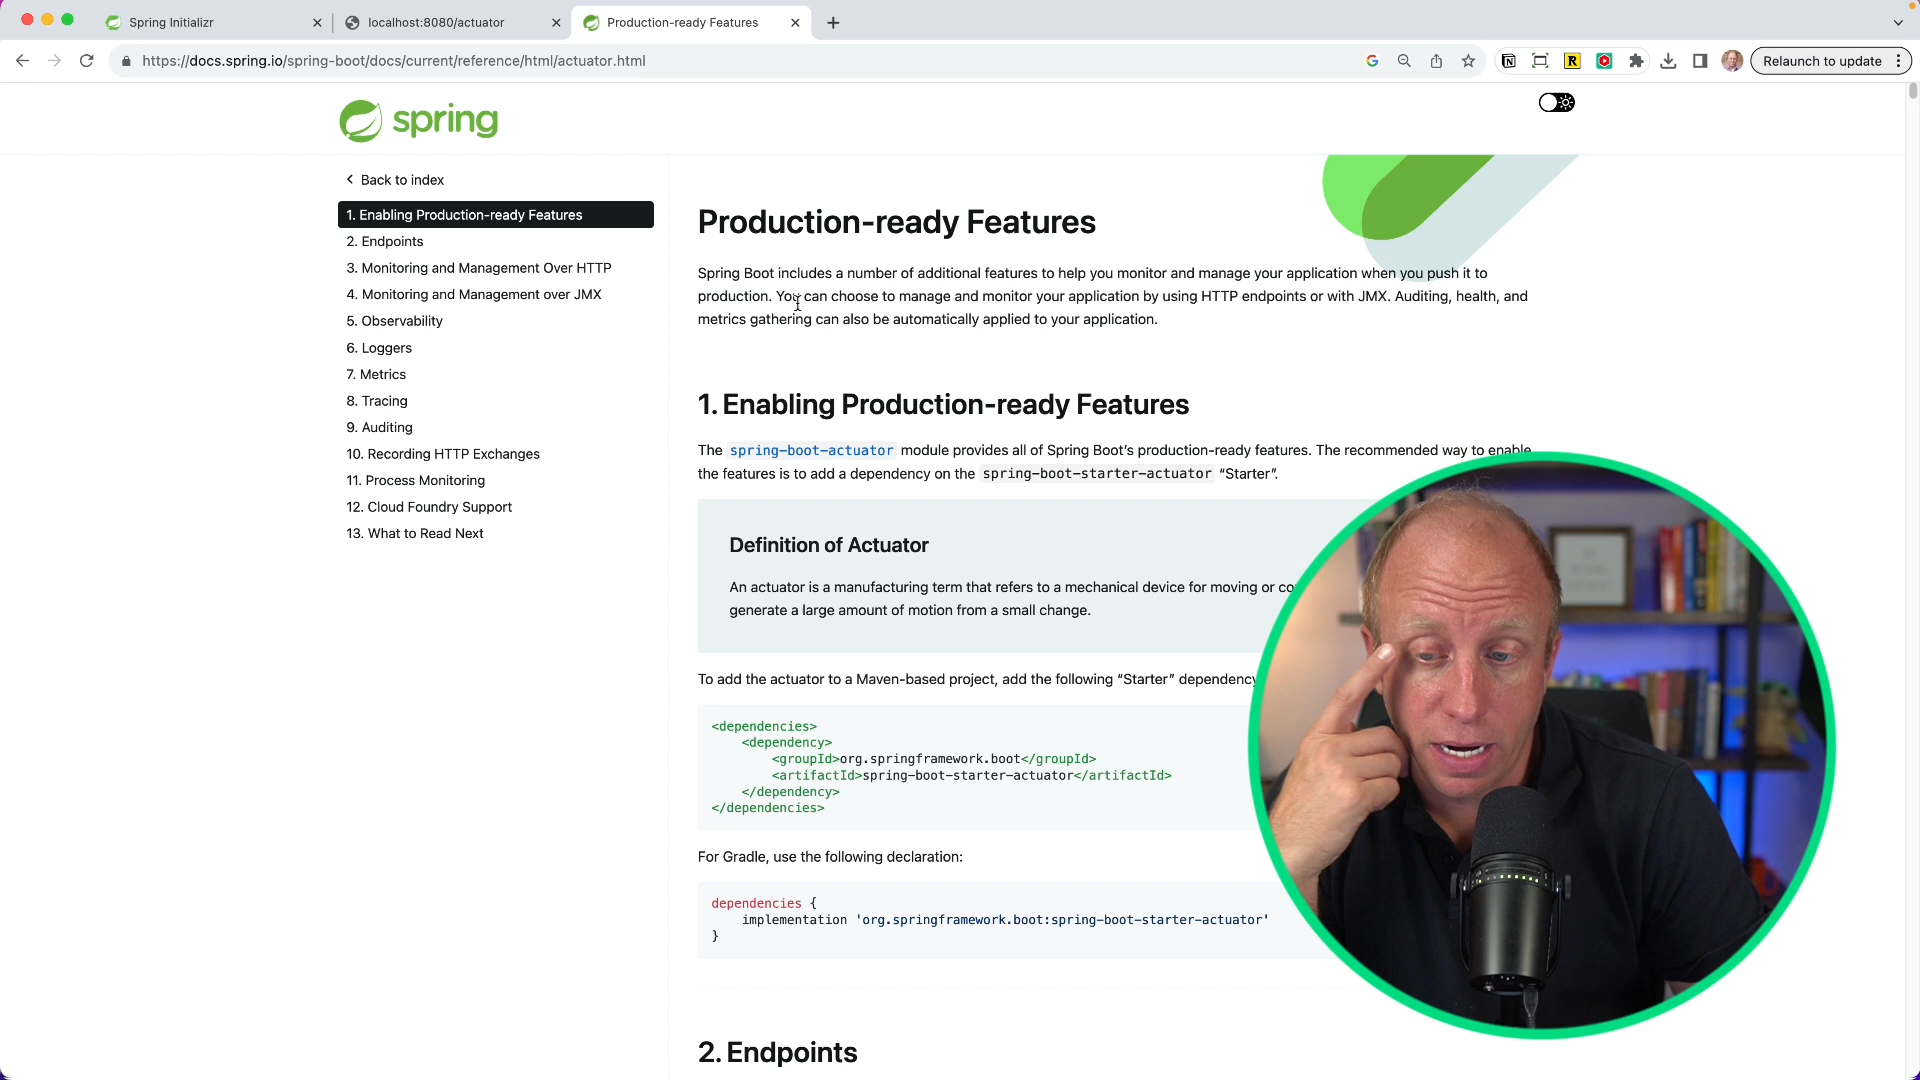 Spring Initializr
localhost:8080/actuator
Production-ready Features
https://docs.spring.io/spring-boot/docs/current/reference/html/actuator.html
Relaunch to update
spring
Back to index
1. Enabling Production-ready Features
2. Endpoints
3. Monitoring and Management Over HTTP
4. Monitoring and Management over JMX
5. Observability
6. Loggers
7. Metrics
8. Tracing
9. Auditing
10. Recording HTTP Exchanges
11. Process Monitoring
12. Cloud Foundry Support
13. What to Read Next
Production-ready Features
Spring Boot includes a number of additional features to help you monitor and manage your application when you push it to
production. You can choose to manage and monitor your application by using HTTP endpoints or with JMX. Auditing, health, and
metrics gathering can also be automatically applied to your application.
1. Enabling Production-ready Features
The spring-boot-actuator module provides all of Spring Boot’s production-ready features. The recommended way to enable
the features is to add a dependency on the spring-boot-starter-actuator “Starter”.
Definition of Actuator
An actuator is a manufacturing term that refers to a mechanical device for moving or
generate a large amount of motion from a small change.
To add the actuator to a Maven-based project, add the following “Starter” dependency
<dependencies>
<dependency>
<groupId>org.springframework.boot</groupId>
<artifactId>spring-boot-starter-actuator</artifactId>
</dependency>
</dependencies>
For Gradle, use the following declaration:
dependencies {
implementation 'org.springframework.boot:spring-boot-starter-actuator'
}
2. Endpoints